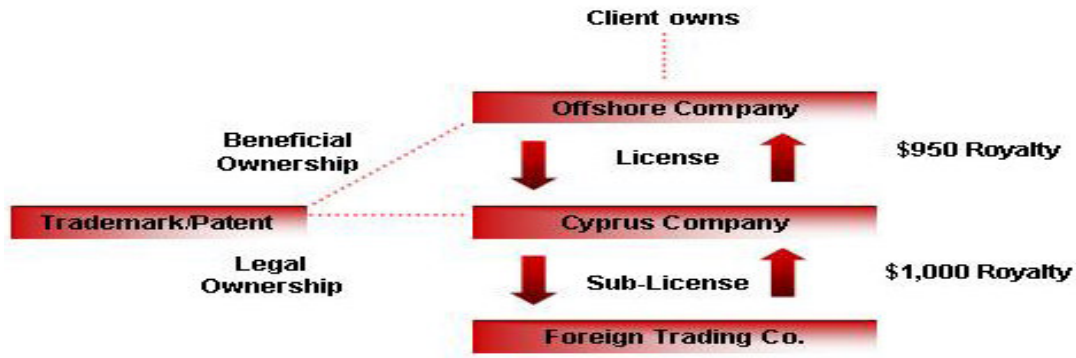 Client owns
Offshore Company
Beneficial
Ownership
License
$950 Royalty
Trademark/Patent
Cyprus Company
Legal
Ownership
Sub-License
$1,000 Royalty
Foreign Trading Co.